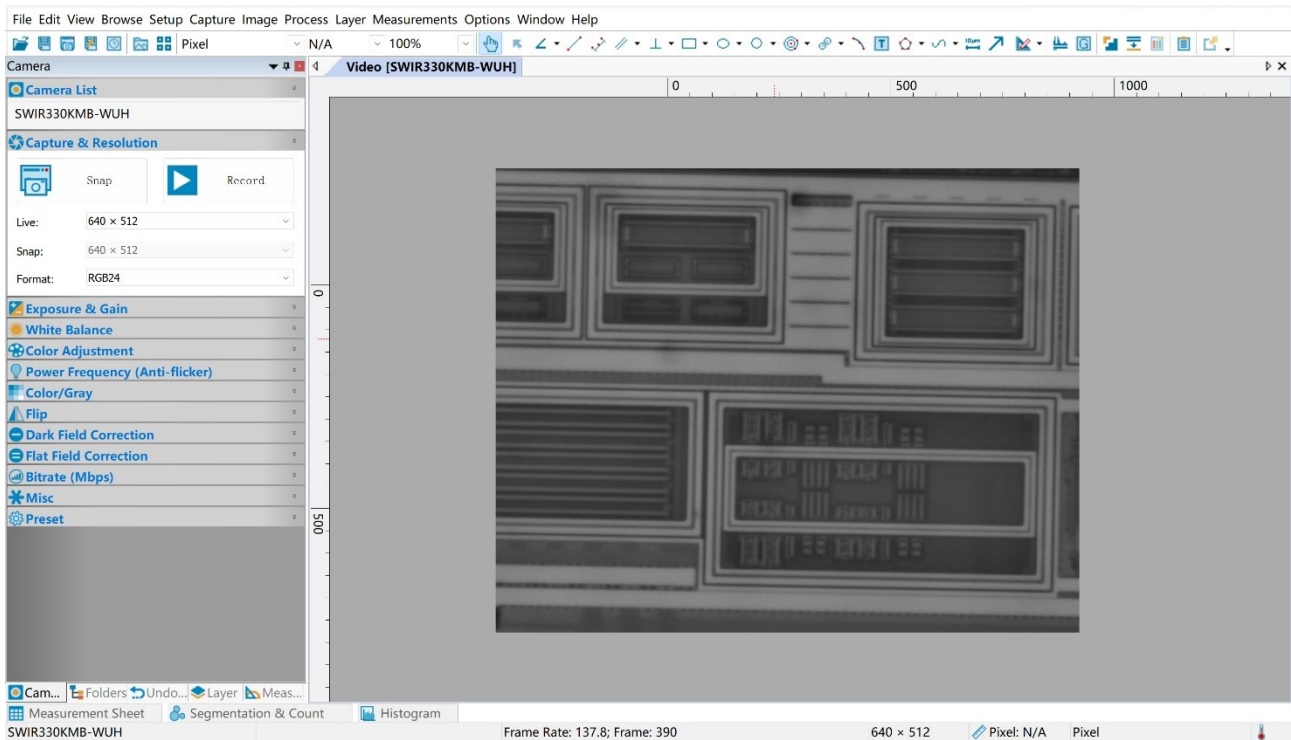 File Edit View Browse Setup Capture Image Process Layer Measurements Options Window Help
Pixel N/A 100%
Camera
Video [SWIR330KMB-WUH]
Camera List
SWIR330KMB-WUH
Capture & Resolution
Snap Record
Live: 640 × 512
Snap: 640 × 512
Format: RGB24
Exposure & Gain
White Balance
Color Adjustment
Power Frequency (Anti-flicker)
Color/Gray
Flip
Dark Field Correction
Flat Field Correction
Bitrate (Mbps)
Misc
Preset
0 500 1000
0
500
Cam... Folders Undo... Layer Meas...
Measurement Sheet Segmentation & Count Histogram
SWIR330KMB-WUH Frame Rate: 137.8; Frame: 390 640 × 512 Pixel: N/A Pixel